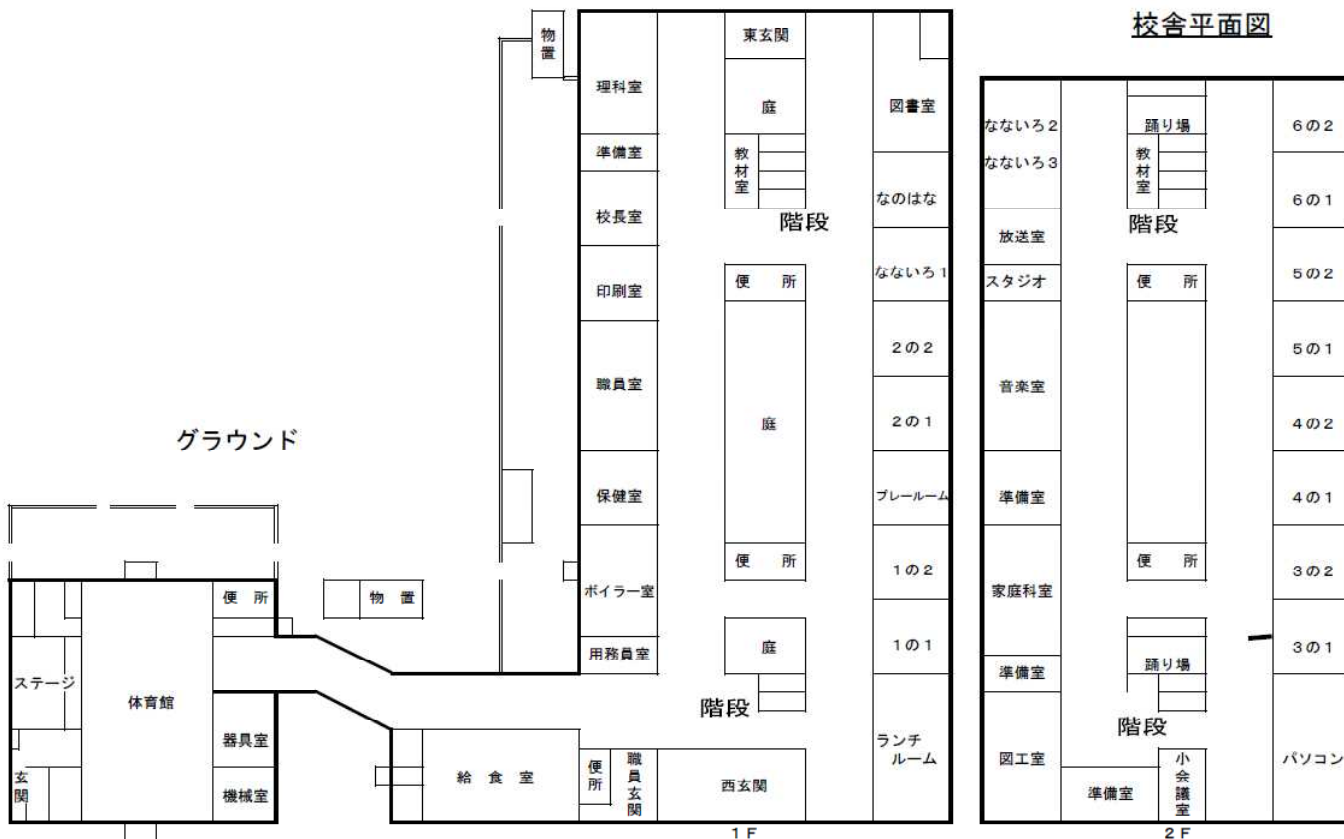 校舎平面図
物置
理科室
準備室
校長室
印刷室
職員室
保健室
ボイラー室
用務員室
東玄関
庭
教材室
階段
便 所
庭
便 所
庭
階段
図書室
なのはな
なないろ1
2の2
2の1
プレールーム
1の2
1の1
ランチ
ルーム
グラウンド
便 所
物 置
ステージ
体育館
器具室
機械室
玄関
給 食 室
便所
職員玄関
西玄関
1F
なないろ2
なないろ3
放送室
スタジオ
音楽室
準備室
家庭科室
準備室
図工室
踊り場
教材室
階段
便 所
便 所
踊り場
階段
準備室
小会議室
6の2
6の1
5の2
5の1
4の2
4の1
3の2
3の1
パソコン
2F